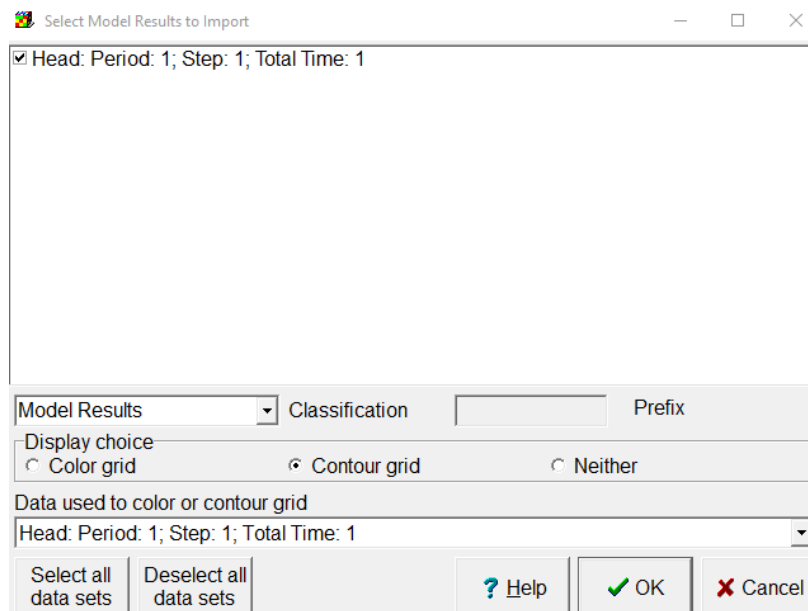 Select Model Results to Import
Head: Period: 1; Step: 1; Total Time: 1
Model Results Classification Prefix
Display choice
Color grid Contour grid Neither
Data used to color or contour grid
Head: Period: 1; Step: 1; Total Time: 1
Select all Deselect all ? Help OK Cancel
data sets data sets